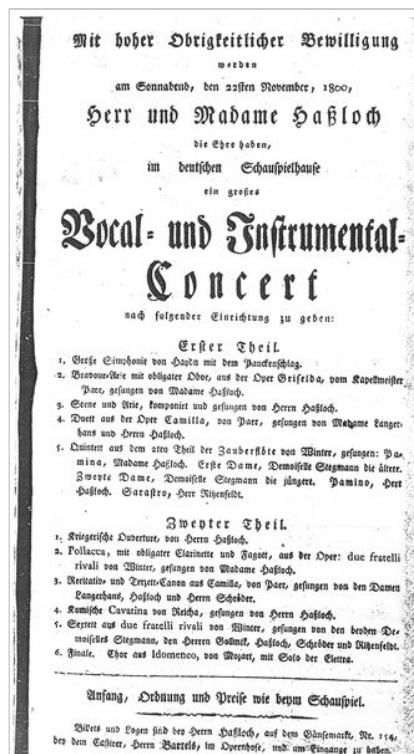 Mit hoher Obrigkeitlicher Bewilligung
werden
am Sonnabend, den 22sten November, 1800,
Herr und Madame Haßloch
die Ehre haben,
im deutschen Schauspielhause
ein großes
Vocal- und Instrumental-
Concert
nach folgender Einrichtung zu geben:
Erster Theil.
1. Große Simphonie von Haydn mit dem Pauckenschlag.
2. Bravour-Arie mit obligater Oboe, aus der Oper Griselda, vom Kapellmeister
Paer, gesungen von Madame Haßloch.
3. Scene und Arie, komponirt und gesungen von Herrn Haßloch.
4. Duett aus der Oper Camilla, von Paer, gesungen von Madame Langer-
hans und Herrn Haßloch.
5. Quintett aus dem 2ten Theil der Zauberflöte von Winter, gesungen: Pa-
mina, Madame Haßloch. Erste Dame, Demoiselle Stegmann die ältere.
Zweyte Dame, Demoiselle Stegmann die jüngere. Pamino, Herr
Haßloch. Sarastro, Herr Ritzenfeldt.
Zweyter Theil.
1. Kriegerische Ouverture, von Herrn Haßloch.
2. Pollacca, mit obligater Clarinette und Fagott, aus der Oper: due fratelli
rivali von Winter, gesungen von Madame Haßloch.
3. Recitativ und Terzett-Canon aus Camilla, von Paer, gesungen von den Damen
Langerhans, Haßloch und Herrn Schröder.
4. Komische Cavatina von Reicha, gesungen von Herrn Haßloch.
5. Septett aus due fratelli rivali von Winter, gesungen von den beyden De-
moiselles Stegmann, den Herren Gollmick, Haßloch, Schröder und Ritzenfeldt.
6. Finale. Chor aus Idomeneo, von Mozart, mit Solo der Elettra.
Anfang, Ordnung und Preise wie beym Schauspiel.
Billets und Logen sind bey Herrn Haßloch, auf dem Gänsemarkt, Nr. 154,
bey dem Cassirer, Herrn Bartels, im Opernhofe, und am Eingange zu haben.